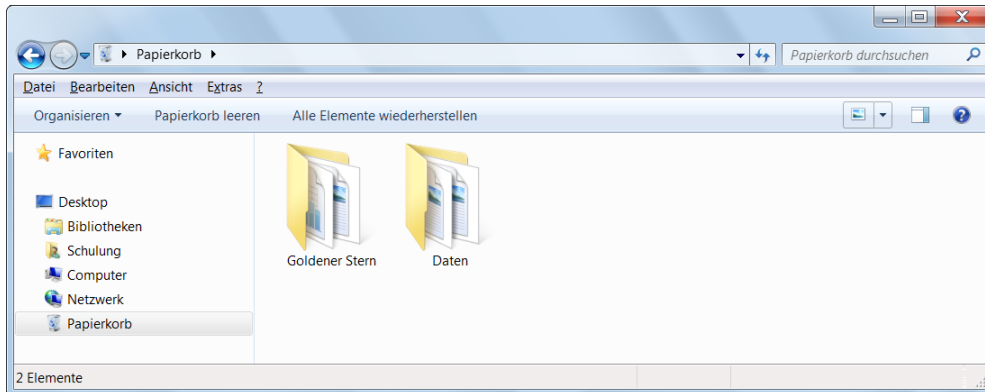 Papierkorb
Papierkorb durchsuchen
Datei Bearbeiten Ansicht Extras ?
Organisieren Papierkorb leeren Alle Elemente wiederherstellen
Favoriten
Desktop
Bibliotheken
Schulung
Computer
Netzwerk
Papierkorb
Goldener Stern
Daten
2 Elemente